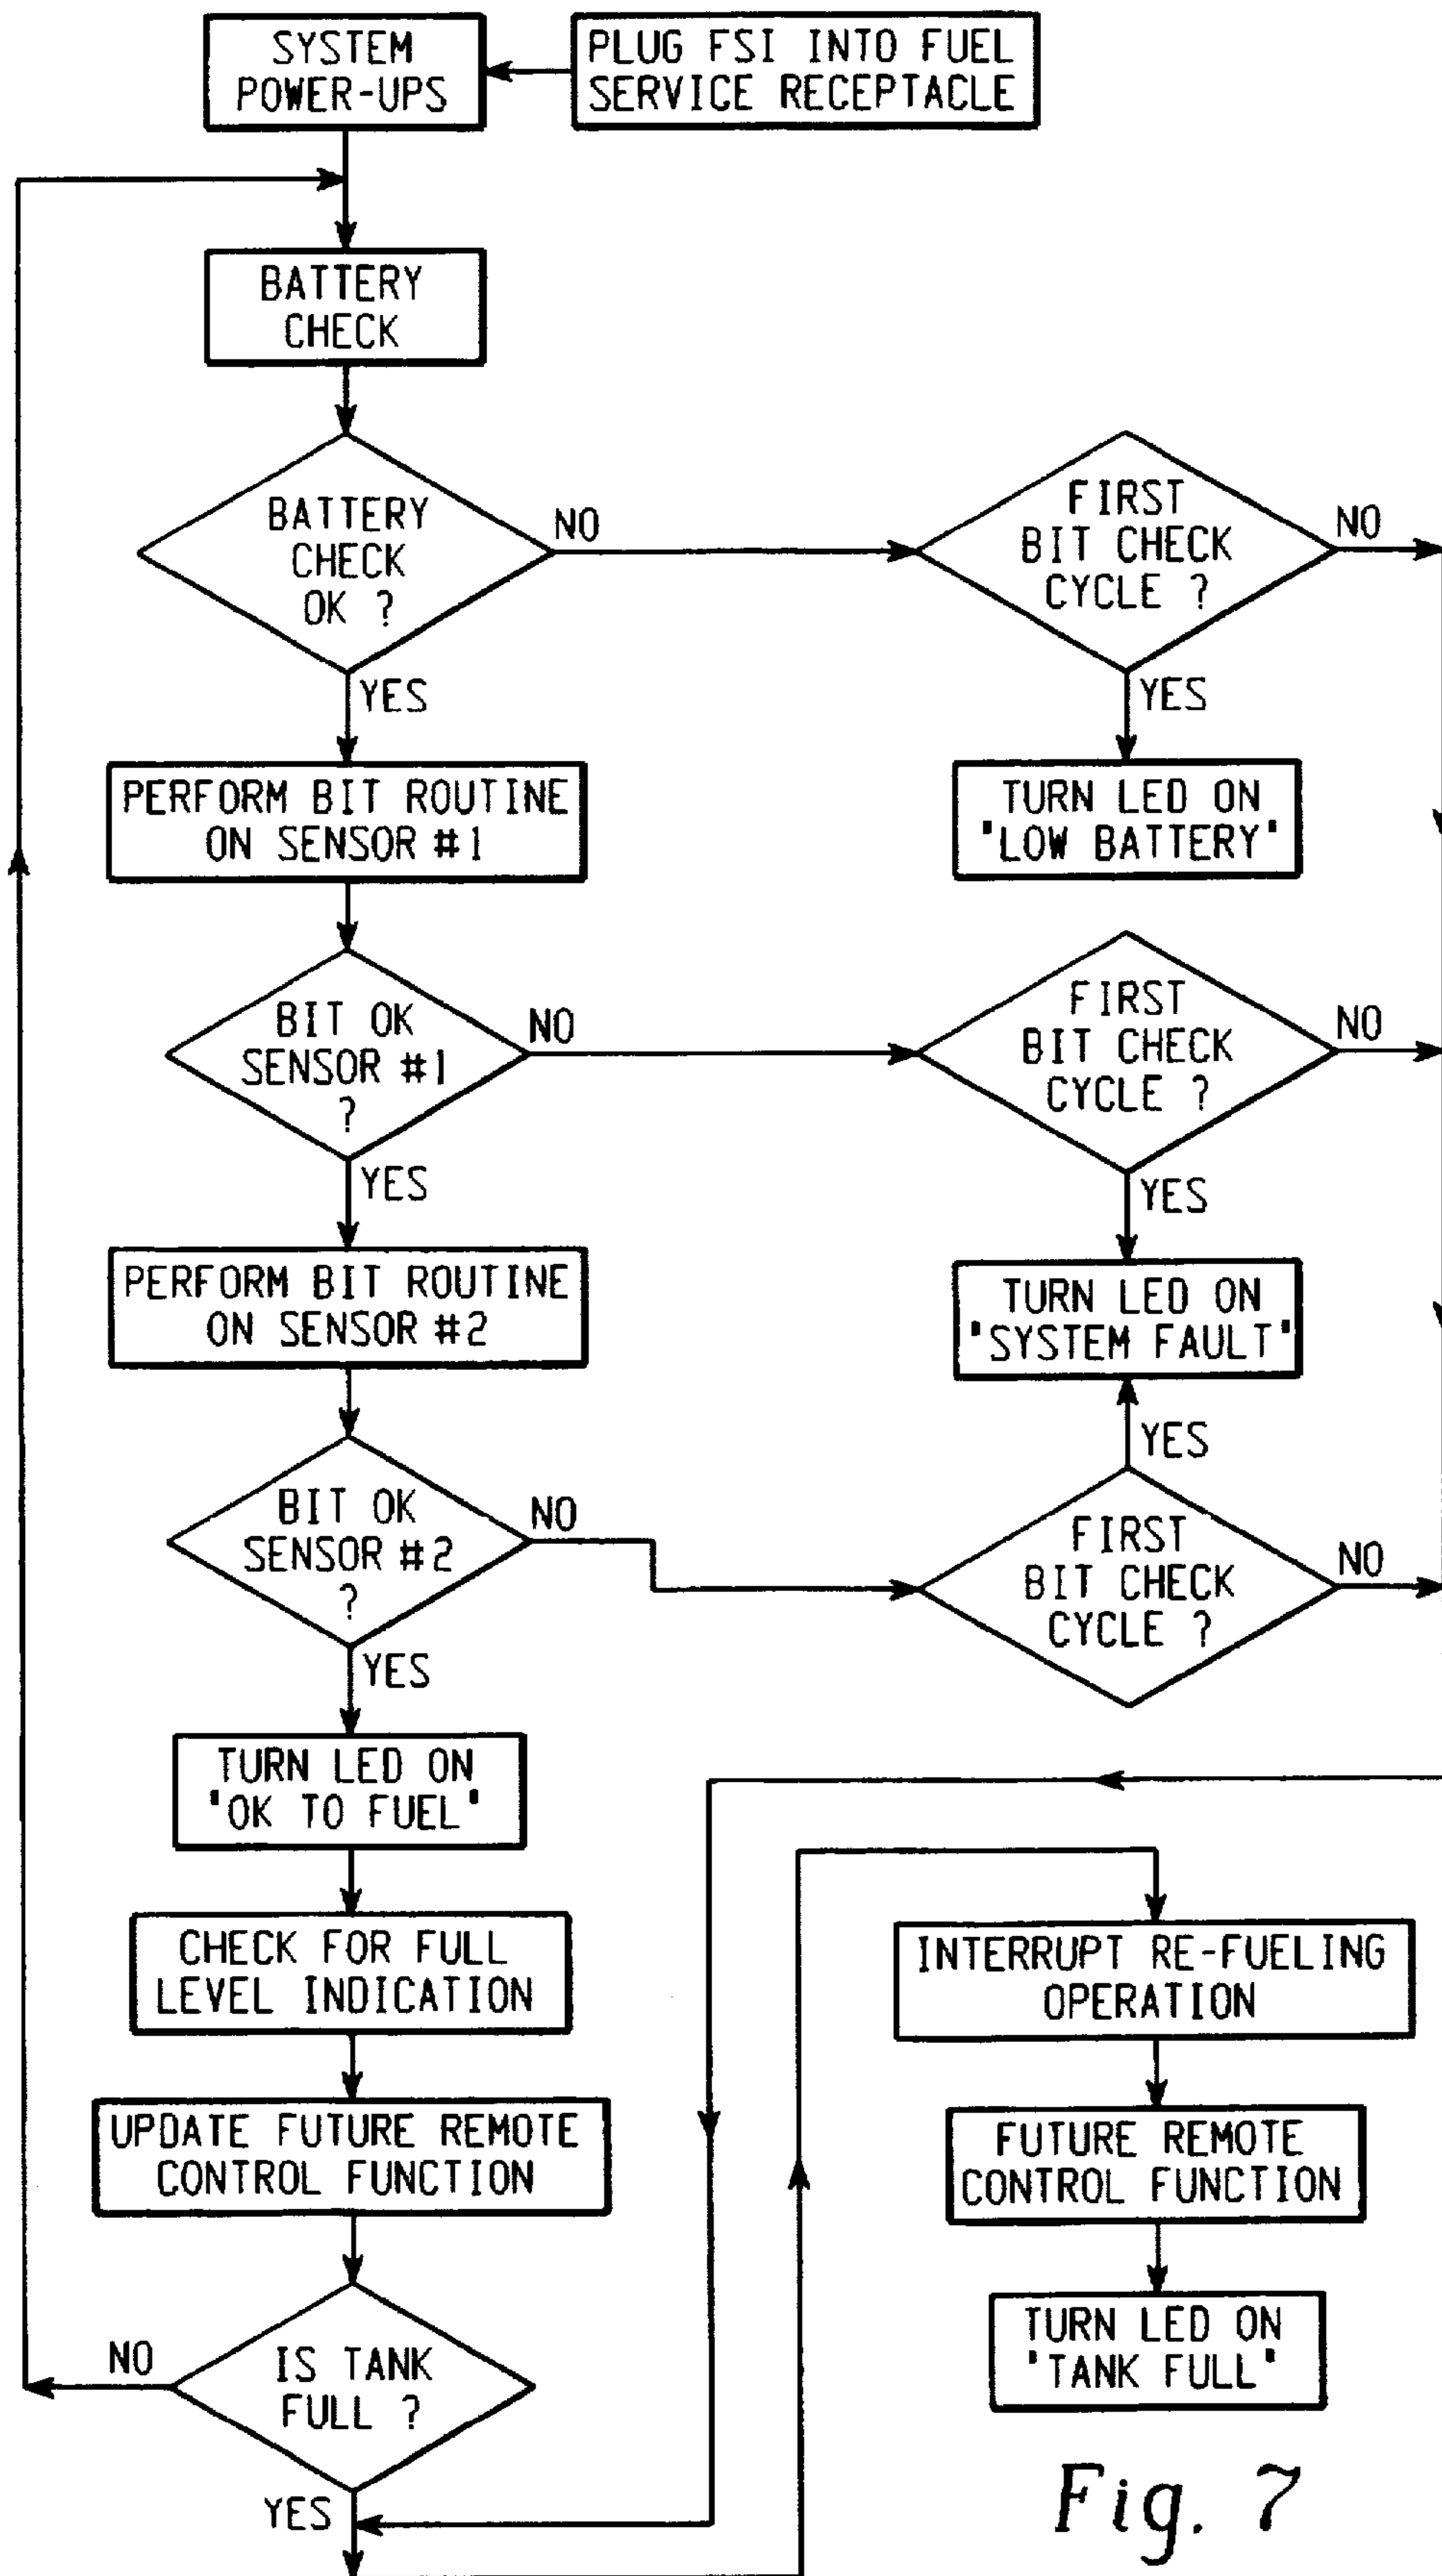 SYSTEM
POWER-UPS
PLUG FSI INTO FUEL
SERVICE RECEPTACLE
BATTERY
CHECK
BATTERY
CHECK
OK ?
NO
YES
FIRST
BIT CHECK
CYCLE ?
NO
YES
PERFORM BIT ROUTINE
ON SENSOR #1
TURN LED ON
"LOW BATTERY"
BIT OK
SENSOR #1
?
NO
YES
FIRST
BIT CHECK
CYCLE ?
NO
YES
PERFORM BIT ROUTINE
ON SENSOR #2
TURN LED ON
"SYSTEM FAULT"
YES
BIT OK
SENSOR #2
?
NO
YES
FIRST
BIT CHECK
CYCLE ?
NO
TURN LED ON
"OK TO FUEL"
CHECK FOR FULL
LEVEL INDICATION
INTERRUPT RE-FUELING
OPERATION
UPDATE FUTURE REMOTE
CONTROL FUNCTION
FUTURE REMOTE
CONTROL FUNCTION
IS TANK
FULL ?
NO
YES
TURN LED ON
"TANK FULL"
Fig. 7